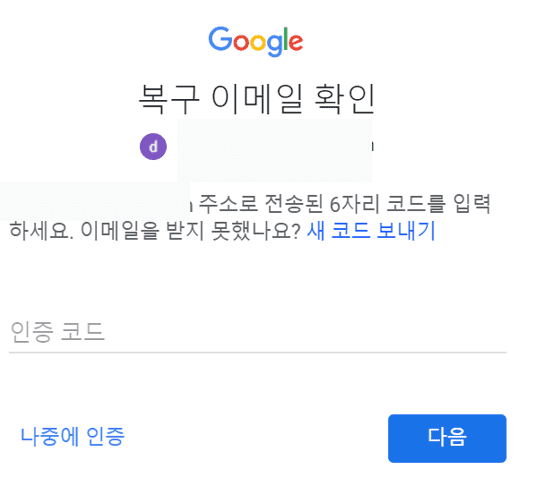 Google
복구 이메일 확인
d
주소로 전송된 6자리 코드를 입력
하세요. 이메일을 받지 못했나요? 새 코드 보내기
인증 코드
나중에 인증
다음